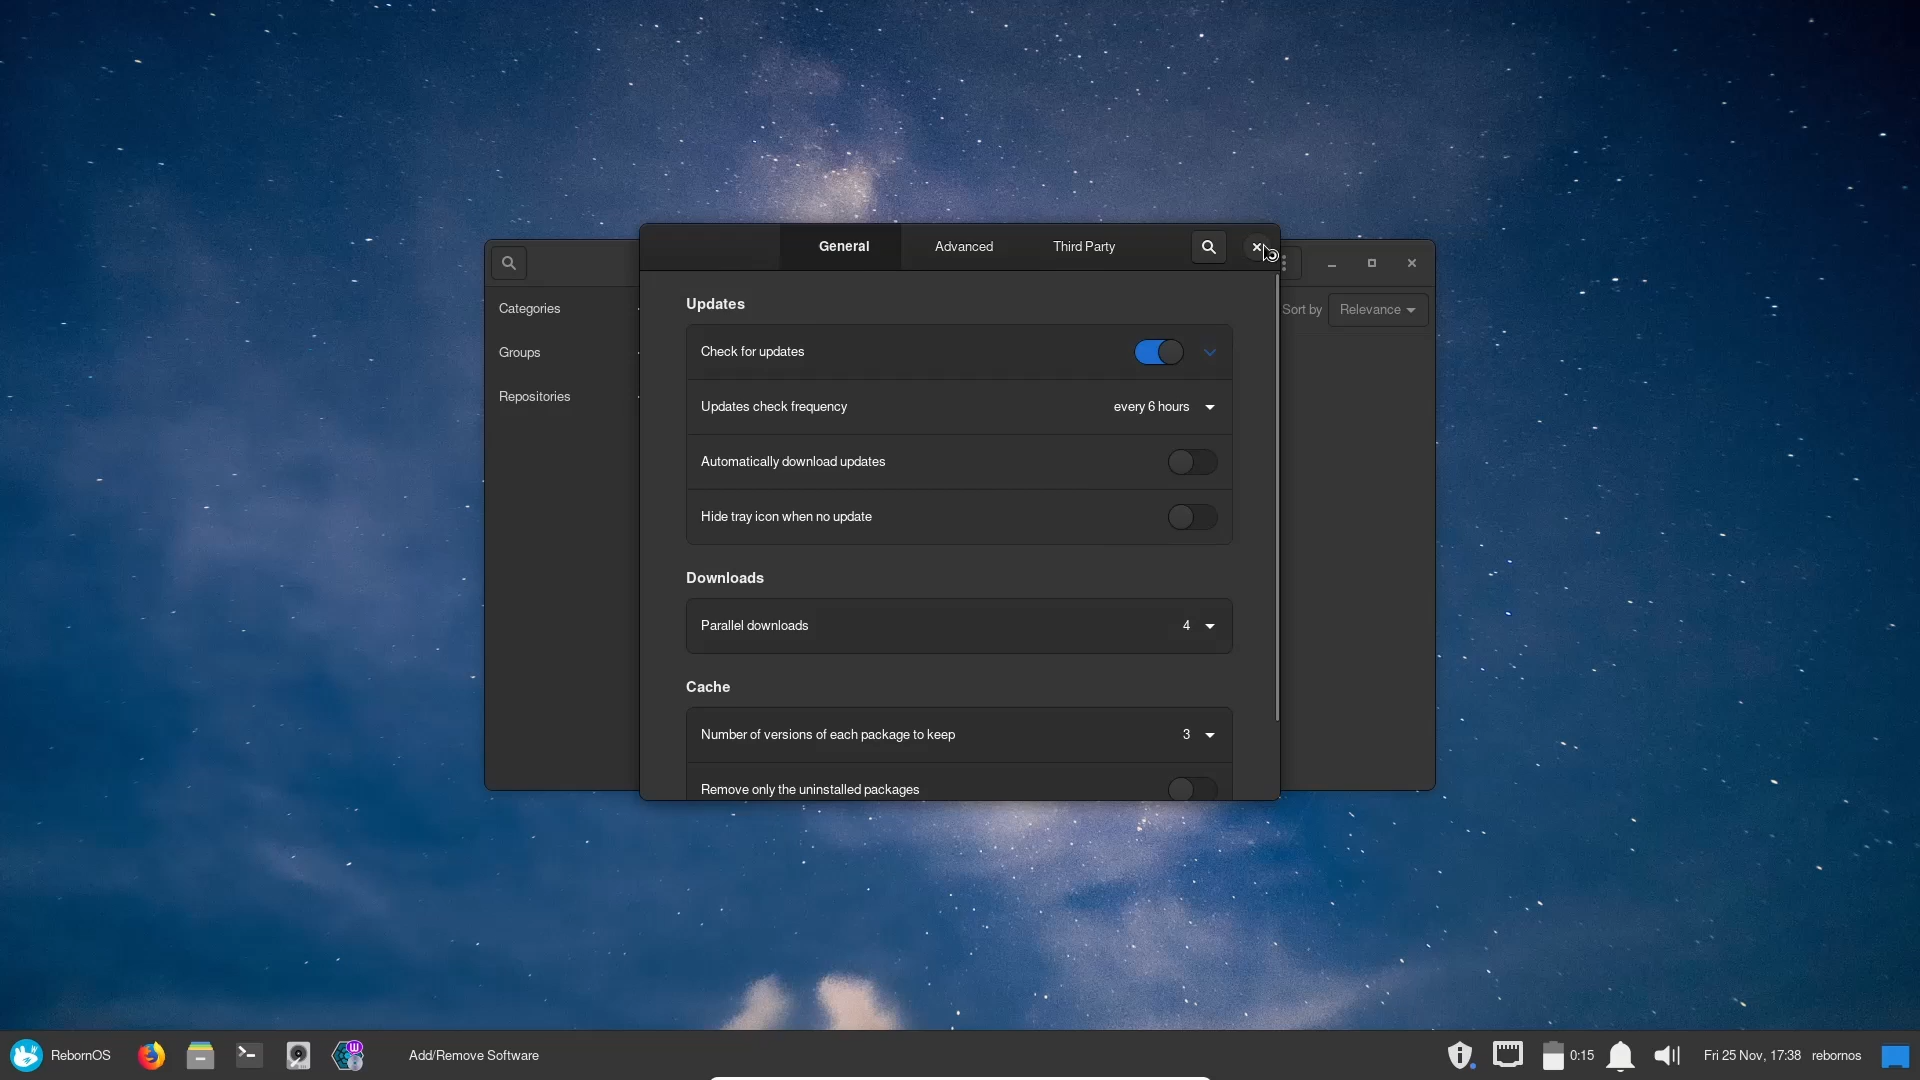 General
Advanced
Third Party
Categories
Groups
Repositories
Sort by
Relevance
Updates
Check for updates
Updates check frequency
every 6 hours
Automatically download updates
Hide tray icon when no update
Downloads
Parallel downloads
4
Cache
Number of versions of each package to keep
3
Remove only the uninstalled packages
RebornOS
W
Add/Remove Software
0:15
Fri 25 Nov, 17:38
rebornos